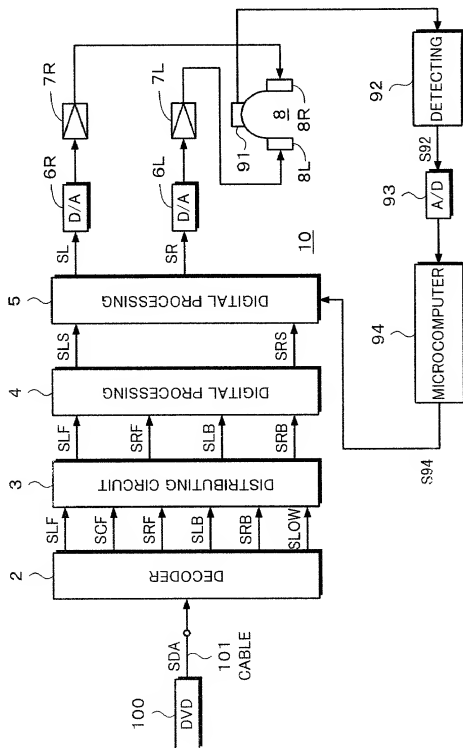 100
DVD
SDA
101
CABLE
2
DECODER
SLF
SCF
SRF
SLB
SRB
SLOW
3
DISTRIBUTING CIRCUIT
SLF
SRF
SLB
SRB
4
DIGITAL PROCESSING
SLS
SRS
5
DIGITAL PROCESSING
SL
SR
6R
D/A
7R
6L
D/A
7L
10
91
8
8R
8L
DETECTING
92
S92
A/D
93
MICROCOMPUTER
94
S94